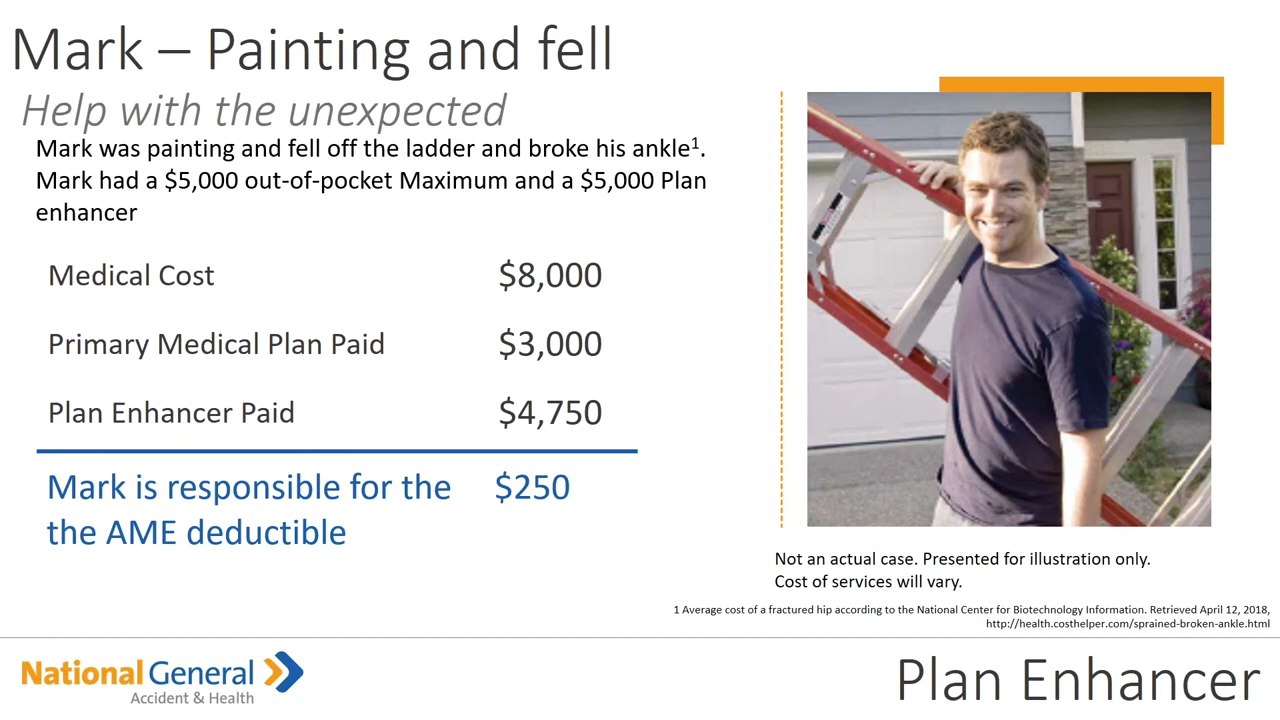 Mark – Painting and fell
Help with the unexpected
Mark was painting and fell off the ladder and broke his ankle¹.
Mark had a $5,000 out-of-pocket Maximum and a $5,000 Plan
enhancer
Medical Cost $8,000
Primary Medical Plan Paid $3,000
Plan Enhancer Paid $4,750
Mark is responsible for the $250
the AME deductible
Not an actual case. Presented for illustration only.
Cost of services will vary.
1 Average cost of a fractured hip according to the National Center for Biotechnology Information. Retrieved April 12, 2018,
http://health.costhelper.com/sprained-broken-ankle.html
National General
Accident & Health
Plan Enhancer